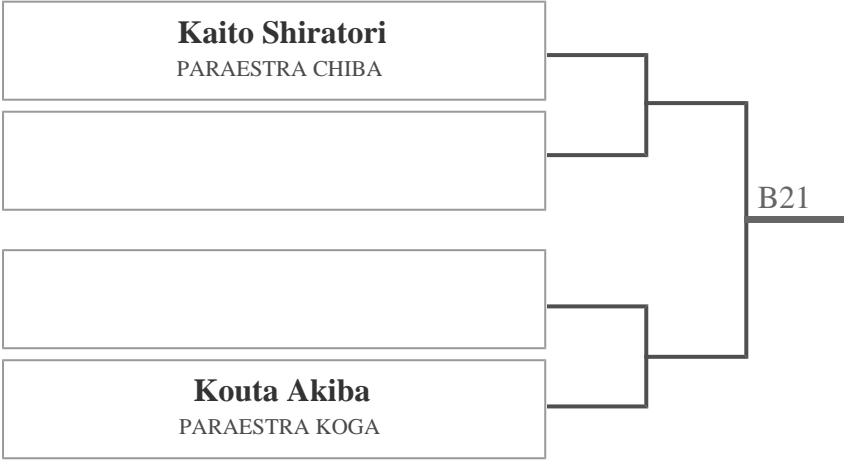 Kaito Shiratori
PARAESTRA CHIBA
B21
Kouta Akiba
PARAESTRA KOGA